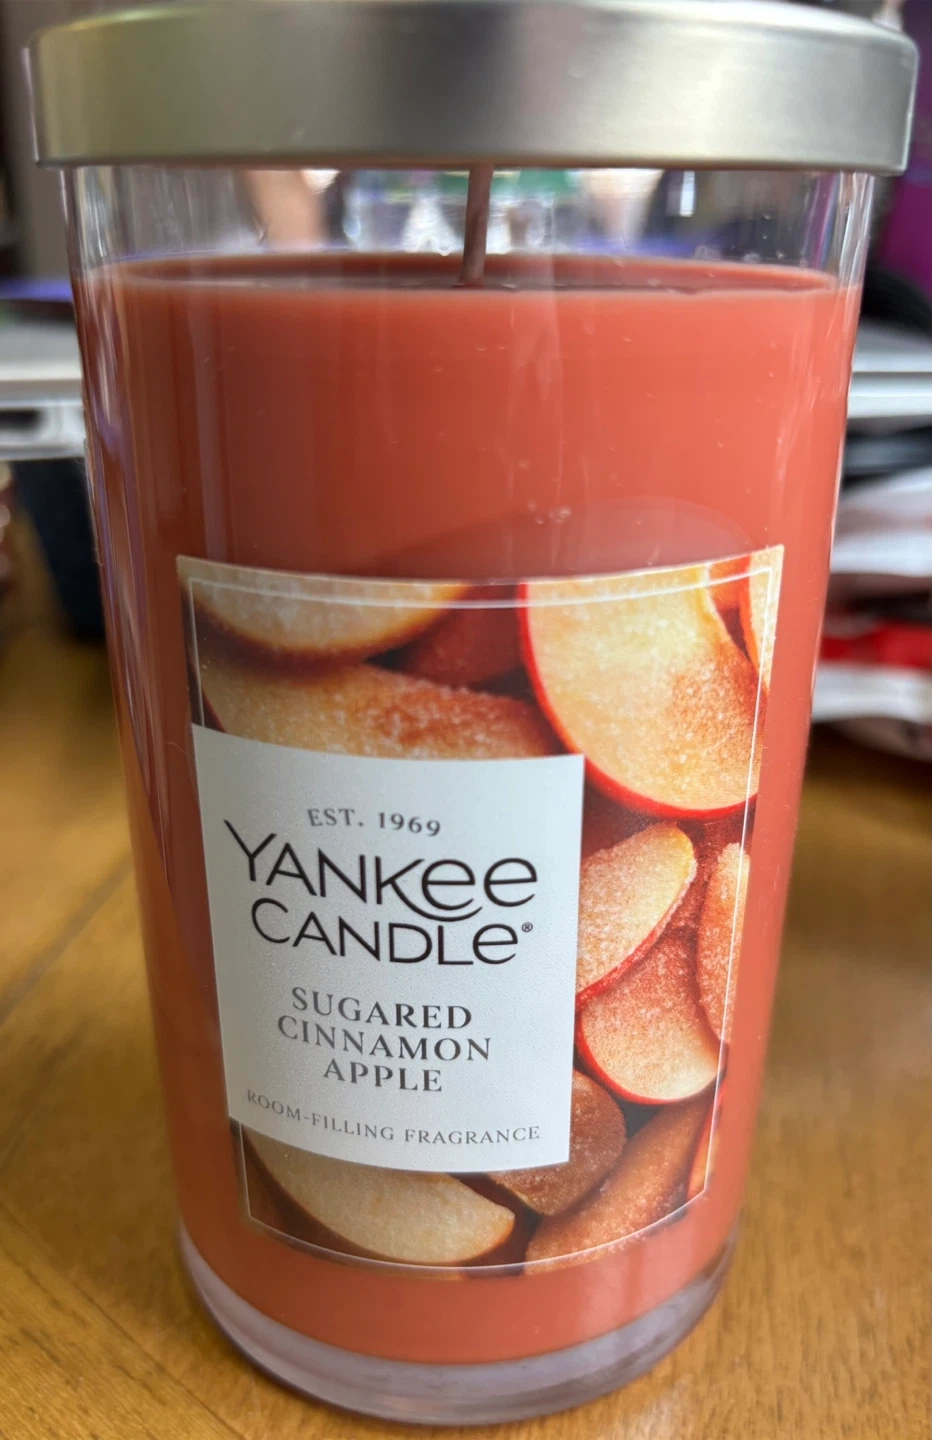 EST. 1969
YANKEE
CANDLE®
SUGARED
CINNAMON
APPLE
ROOM-FILLING FRAGRANCE